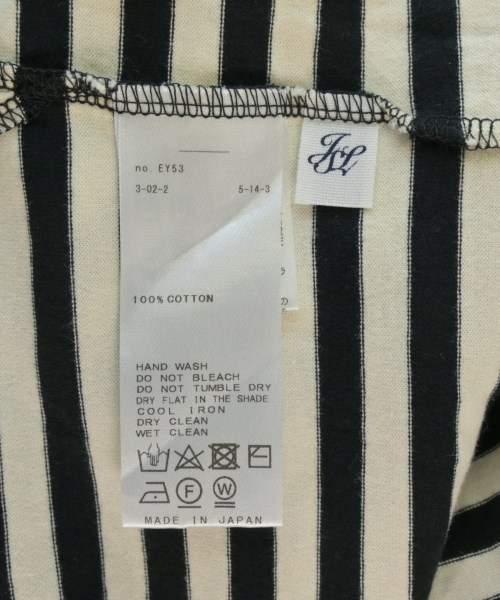 no. EY53
3-02-2 5-14-3
100% COTTON
HAND WASH
DO NOT BLEACH
DO NOT TUMBLE DRY
DRY FLAT IN THE SHADE
COOL IRON
DRY CLEAN
WET CLEAN
F W
MADE IN JAPAN
の